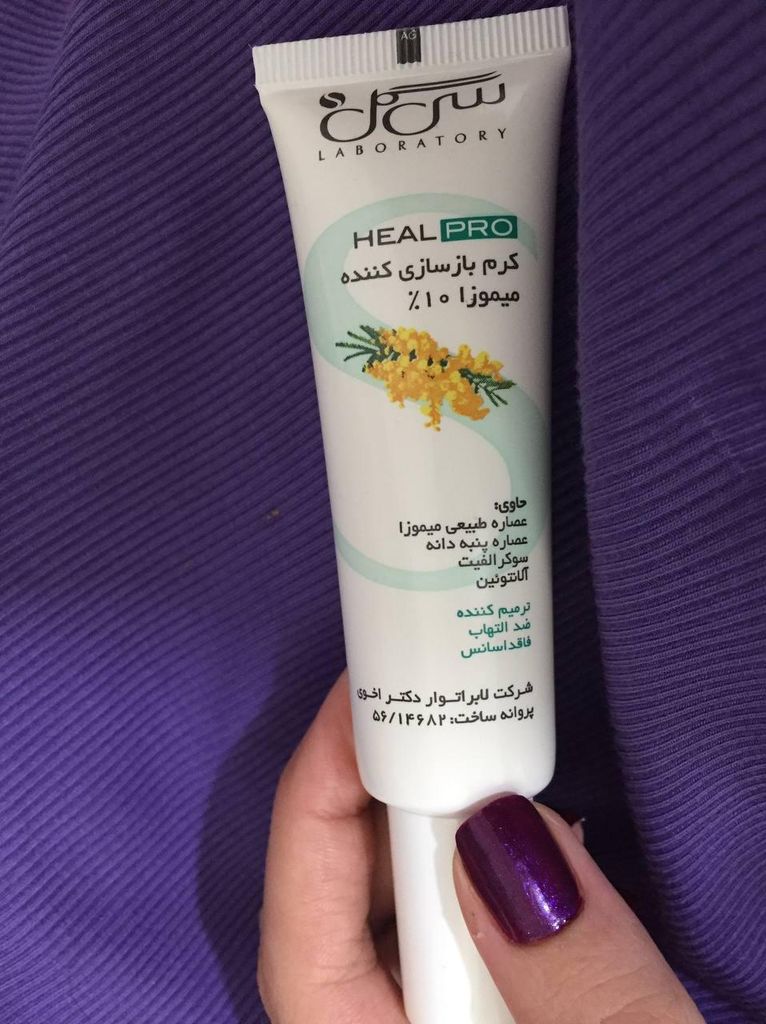 AG
سی گل
LABORATORY
HEAL PRO
کرم بازسازی کننده
میموزا ۱۰٪
حاوی:
عصاره طبیعی میموزا
عصاره پنبه دانه
سوکرالفیت
آلانتوئین
ترمیم کننده
ضد التهاب
فاقد اسانس
شرکت لابراتوار دکتر اخوی
پروانه ساخت: ۵۶/۱۴۶۸۲